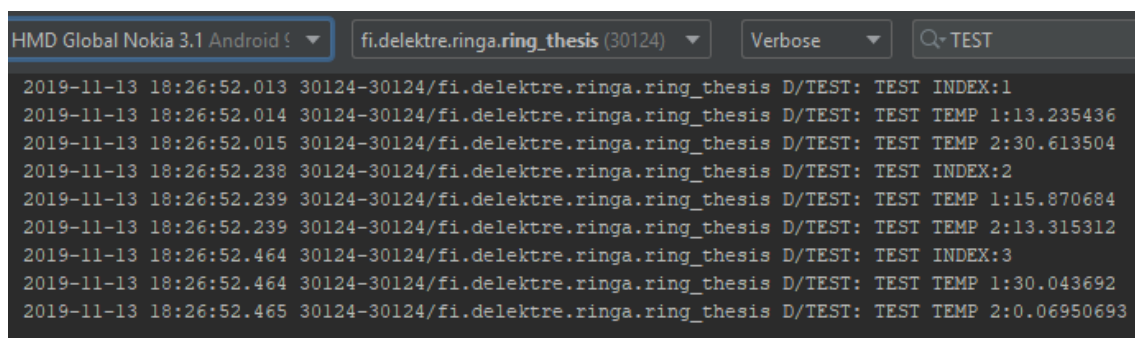 HMD Global Nokia 3.1 Android 9 fi.delektre.ringa.ring_thesis (30124) Verbose TEST
2019-11-13 18:26:52.013 30124-30124/fi.delektre.ringa.ring_thesis D/TEST: TEST INDEX:1
2019-11-13 18:26:52.014 30124-30124/fi.delektre.ringa.ring_thesis D/TEST: TEST TEMP 1:13.235436
2019-11-13 18:26:52.015 30124-30124/fi.delektre.ringa.ring_thesis D/TEST: TEST TEMP 2:30.613504
2019-11-13 18:26:52.238 30124-30124/fi.delektre.ringa.ring_thesis D/TEST: TEST INDEX:2
2019-11-13 18:26:52.239 30124-30124/fi.delektre.ringa.ring_thesis D/TEST: TEST TEMP 1:15.870684
2019-11-13 18:26:52.239 30124-30124/fi.delektre.ringa.ring_thesis D/TEST: TEST TEMP 2:13.315312
2019-11-13 18:26:52.464 30124-30124/fi.delektre.ringa.ring_thesis D/TEST: TEST INDEX:3
2019-11-13 18:26:52.464 30124-30124/fi.delektre.ringa.ring_thesis D/TEST: TEST TEMP 1:30.043692
2019-11-13 18:26:52.465 30124-30124/fi.delektre.ringa.ring_thesis D/TEST: TEST TEMP 2:0.06950693